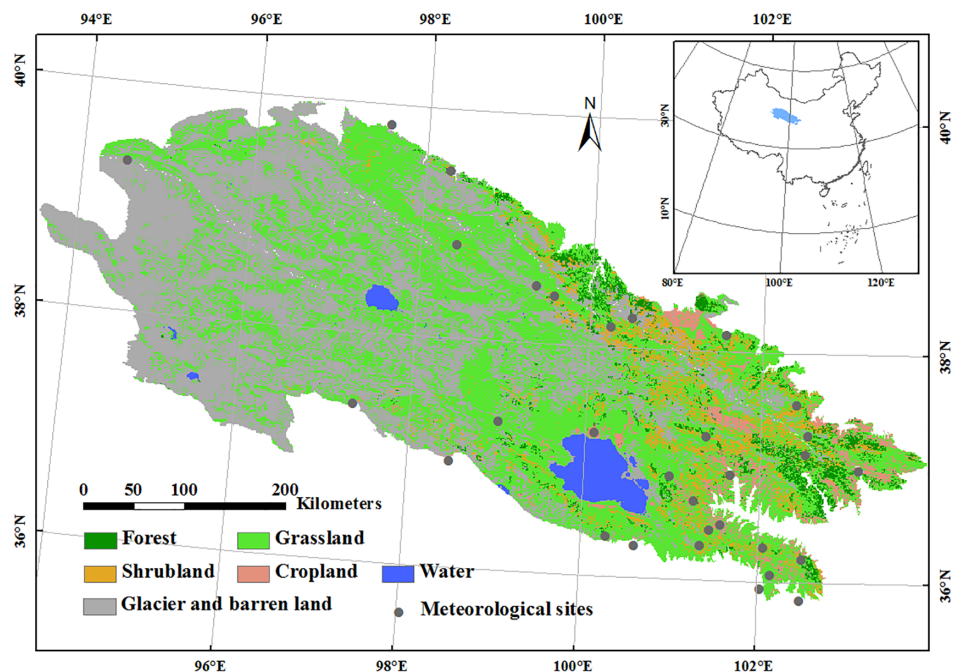 94°E 96°E 98°E 100°E 102°E
40°N
38°N
36°N
40°N
38°N
36°N
N
30°N
10°N
80°E 100°E 120°E
0 50 100 200
Kilometers
Forest Grassland
Shrubland Cropland Water
Glacier and barren land Meteorological sites
96°E 98°E 100°E 102°E